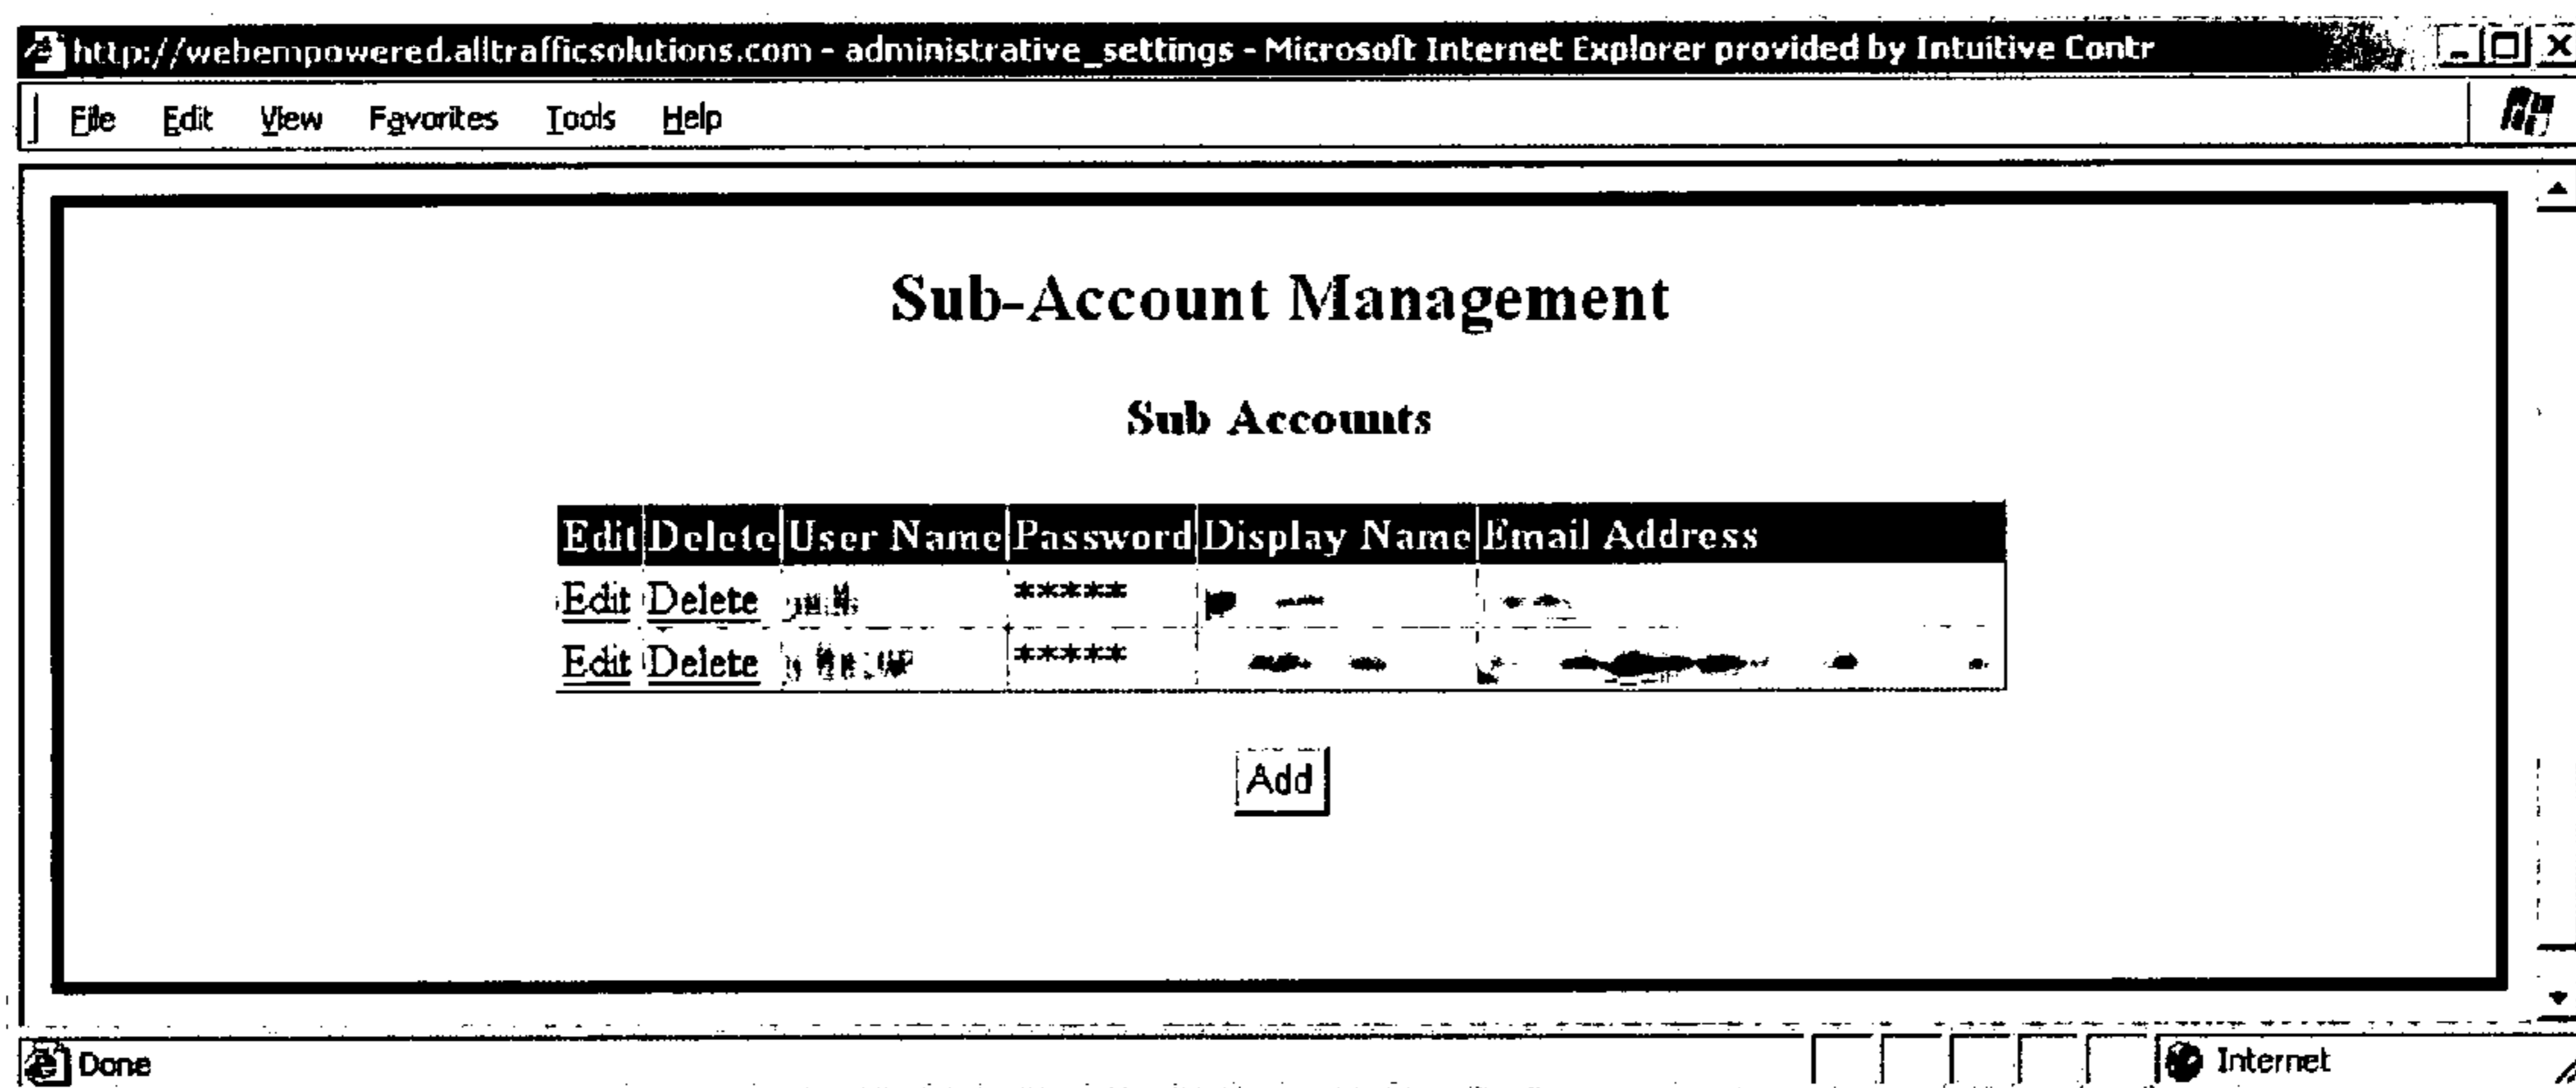 http://webempowered.alltrafficsolutions.com - administrative_settings - Microsoft Internet Explorer provided by Intuitive Contr
File Edit View Favorites Tools Help
Sub-Account Management
Sub Accounts
Edit Delete User Name Password Display Name Email Address
Edit Delete *****
Edit Delete *****
Add
Done Internet